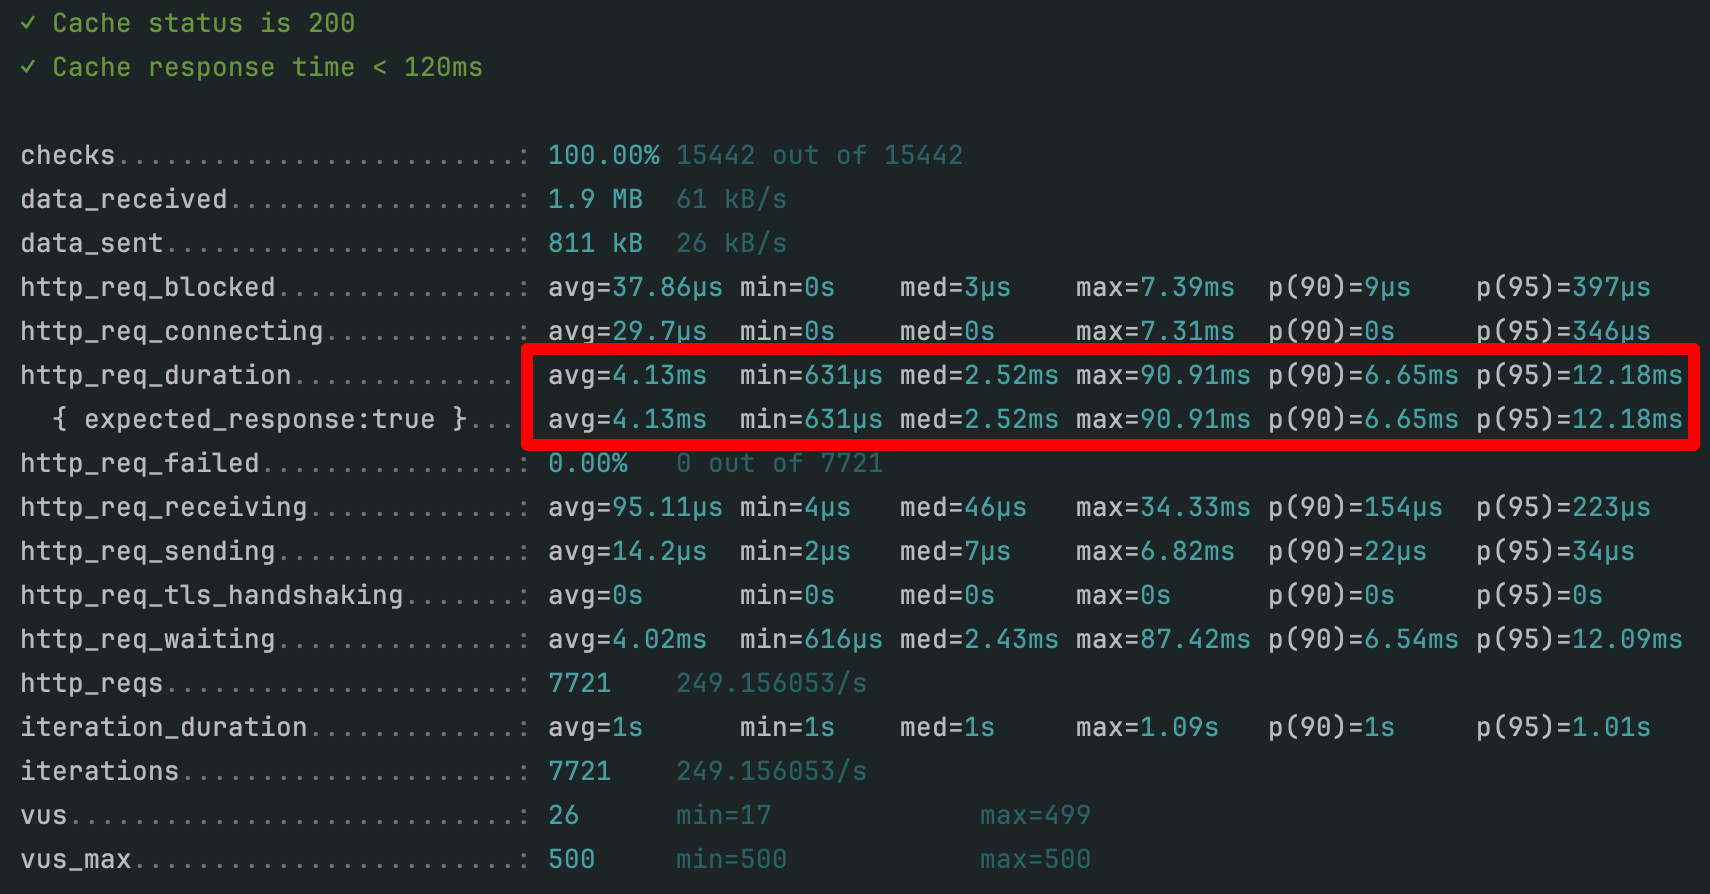 ✓ Cache status is 200
✓ Cache response time < 120ms
checks.........................: 100.00% 15442 out of 15442
data_received..................: 1.9 MB 61 kB/s
data_sent......................: 811 kB 26 kB/s
http_req_blocked...............: avg=37.86µs min=0s med=3µs max=7.39ms p(90)=9µs p(95)=397µs
http_req_connecting............: avg=29.7µs min=0s med=0s max=7.31ms p(90)=0s p(95)=346µs
http_req_duration.............. avg=4.13ms min=631µs med=2.52ms max=90.91ms p(90)=6.65ms p(95)=12.18ms
{ expected_response:true }... avg=4.13ms min=631µs med=2.52ms max=90.91ms p(90)=6.65ms p(95)=12.18ms
http_req_failed................: 0.00% 0 out of 7721
http_req_receiving.............: avg=95.11µs min=4µs med=46µs max=34.33ms p(90)=154µs p(95)=223µs
http_req_sending...............: avg=14.2µs min=2µs med=7µs max=6.82ms p(90)=22µs p(95)=34µs
http_req_tls_handshaking.......: avg=0s min=0s med=0s max=0s p(90)=0s p(95)=0s
http_req_waiting...............: avg=4.02ms min=616µs med=2.43ms max=87.42ms p(90)=6.54ms p(95)=12.09ms
http_reqs......................: 7721 249.156053/s
iteration_duration.............: avg=1s min=1s med=1s max=1.09s p(90)=1s p(95)=1.01s
iterations.....................: 7721 249.156053/s
vus............................: 26 min=17 max=499
vus_max........................: 500 min=500 max=500